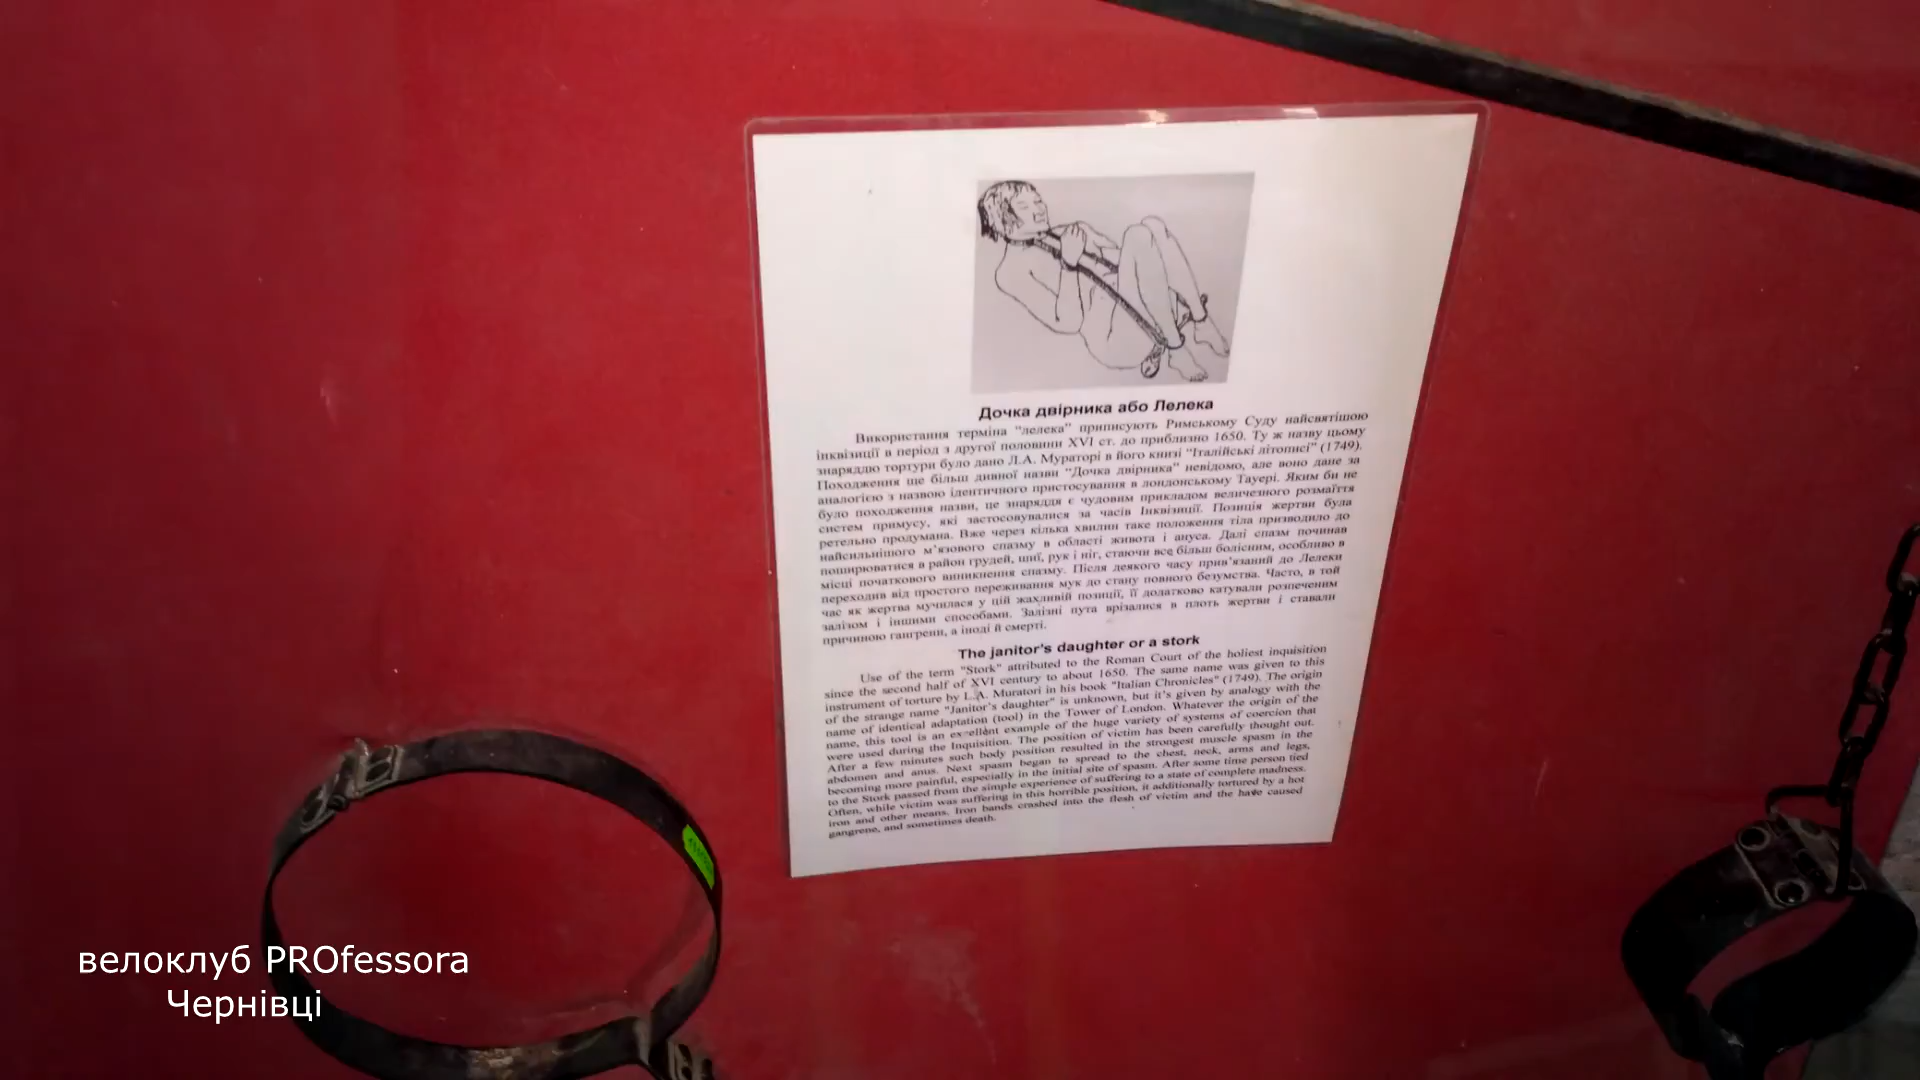 Дочка двірника або Лелека
Використання терміна "лелека" приписують Римському Суду найсвятішою
інквізиції в період з другої половини XVI ст. до приблизно 1650. Ту ж назву цьому
знаряддю тортури було дано Л.А. Мураторі в його книзі "Італійські літописі" (1749).
Походження ще більш дивної назви "Дочка двірника" невідомо, але воно дане за
аналогією з назвою ідентичного пристосування в лондонському Тауері. Яким би не
було походження назви, це знаряддя є чудовим прикладом величезного розмаїття
систем примусу, які застосовувалися за часів Інквізиції. Позиція жертви була
ретельно продумана. Вже через кілька хвилин таке положення тіла призводило до
найсильнішого м'язового спазму в області живота і ануса. Далі спазм починав
поширюватися в район грудей, шиї, рук і ніг, стаючи все більш болісним, особливо в
місці початкового виникнення спазму. Після деякого часу прив'язаний до Лелеки
переходив від простого переживання мук до стану повного безумства. Часто, в той
час як жертва мучилася у цій жахливій позиції, її додатково катували розпеченим
залізом і іншими способами. Залізні пута врізалися в плоть жертви і ставали
причиною гангрени, а іноді й смерті.
The janitor's daughter or a stork
Use of the term "Stork" attributed to the Roman Court of the holiest inquisition
since the second half of XVI century to about 1650. The same name was given to this
instrument of torture by L.A. Muratori in his book "Italian Chronicles" (1749). The origin
of the strange name "Janitor's daughter" is unknown, but it's given by analogy with the
name of identical adaptation (tool) in the Tower of London. Whatever the origin of the
name, this tool is an excellent example of the huge variety of systems of coercion that
were used during the Inquisition. The position of victim has been carefully thought out.
After a few minutes such body position resulted in the strongest muscle spasm in the
abdomen and anus. Next spasm began to spread to the chest, neck, arms and legs,
becoming more painful, especially in the initial site of spasm. After some time person tied
to the Stork passed from the simple experience of suffering to a state of complete madness.
Often, while victim was suffering in this horrible position, it additionally tortured by a hot
iron and other means. Iron bands crashed into the flesh of victim and the have caused
gangrene, and sometimes death.
велоклуб PROfessora
Чернівці